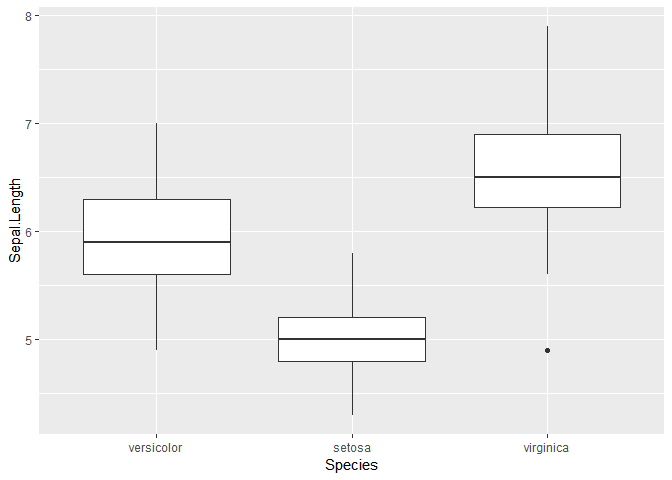 Sepal.Length
8
7
6
5
versicolor
setosa
virginica
Species